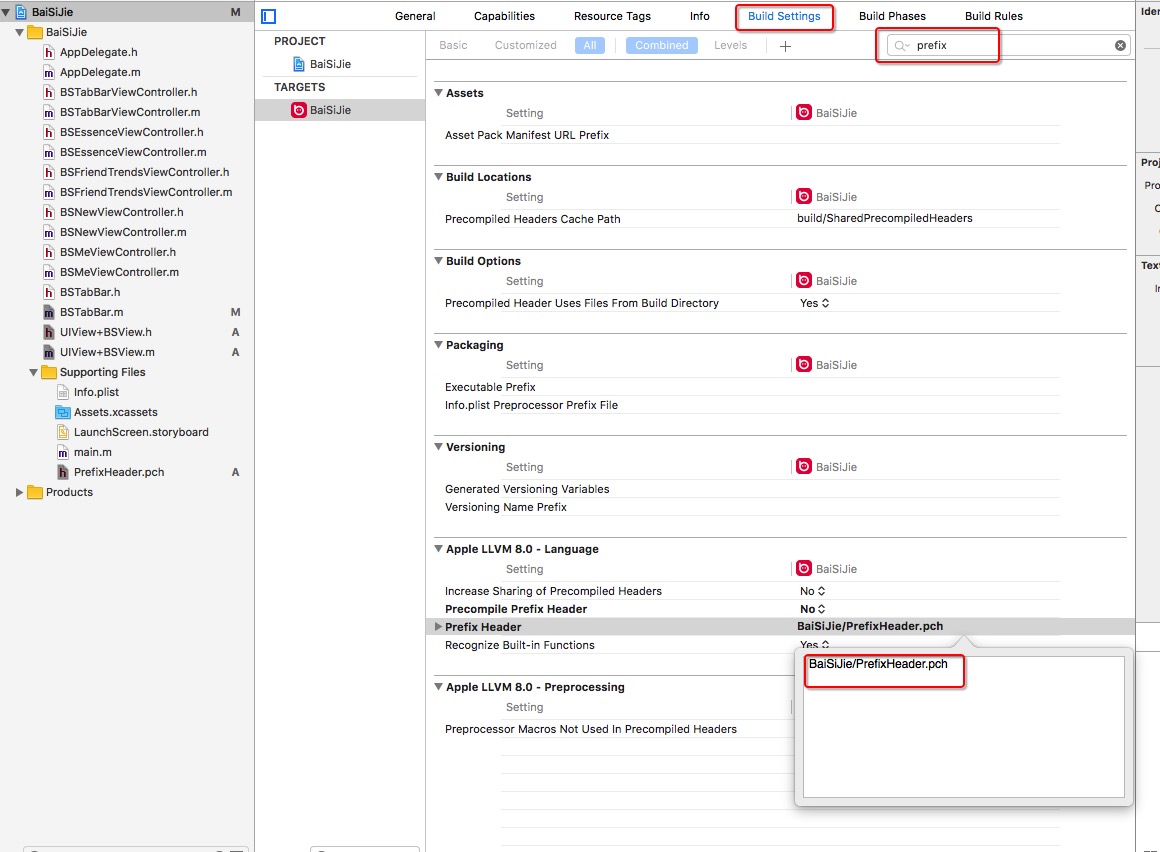 BaiSiJie M
BaiSiJie
AppDelegate.h
AppDelegate.m
BSTabBarViewController.h
BSTabBarViewController.m
BSEssenceViewController.h
BSEssenceViewController.m
BSFriendTrendsViewController.h
BSFriendTrendsViewController.m
BSNewViewController.h
BSNewViewController.m
BSMeViewController.h
BSMeViewController.m
BSTabBar.h
BSTabBar.m M
UIView+BSView.h A
UIView+BSView.m A
Supporting Files
Info.plist
Assets.xcassets
LaunchScreen.storyboard
main.m
PrefixHeader.pch A
Products
General Capabilities Resource Tags Info Build Settings Build Phases Build Rules
PROJECT
BaiSiJie
TARGETS
BaiSiJie
Basic Customized All Combined Levels + prefix
Assets
Setting BaiSiJie
Asset Pack Manifest URL Prefix
Build Locations
Setting BaiSiJie
Precompiled Headers Cache Path build/SharedPrecompiledHeaders
Build Options
Setting BaiSiJie
Precompiled Header Uses Files From Build Directory Yes
Packaging
Setting BaiSiJie
Executable Prefix
Info.plist Preprocessor Prefix File
Versioning
Setting BaiSiJie
Generated Versioning Variables
Versioning Name Prefix
Apple LLVM 8.0 - Language
Setting BaiSiJie
Increase Sharing of Precompiled Headers No
Precompile Prefix Header No
Prefix Header BaiSiJie/PrefixHeader.pch
Recognize Built-in Functions Yes
BaiSiJie/PrefixHeader.pch
Apple LLVM 8.0 - Preprocessing
Setting
Preprocessor Macros Not Used In Precompiled Headers
Iden
Proj
Pro
Text